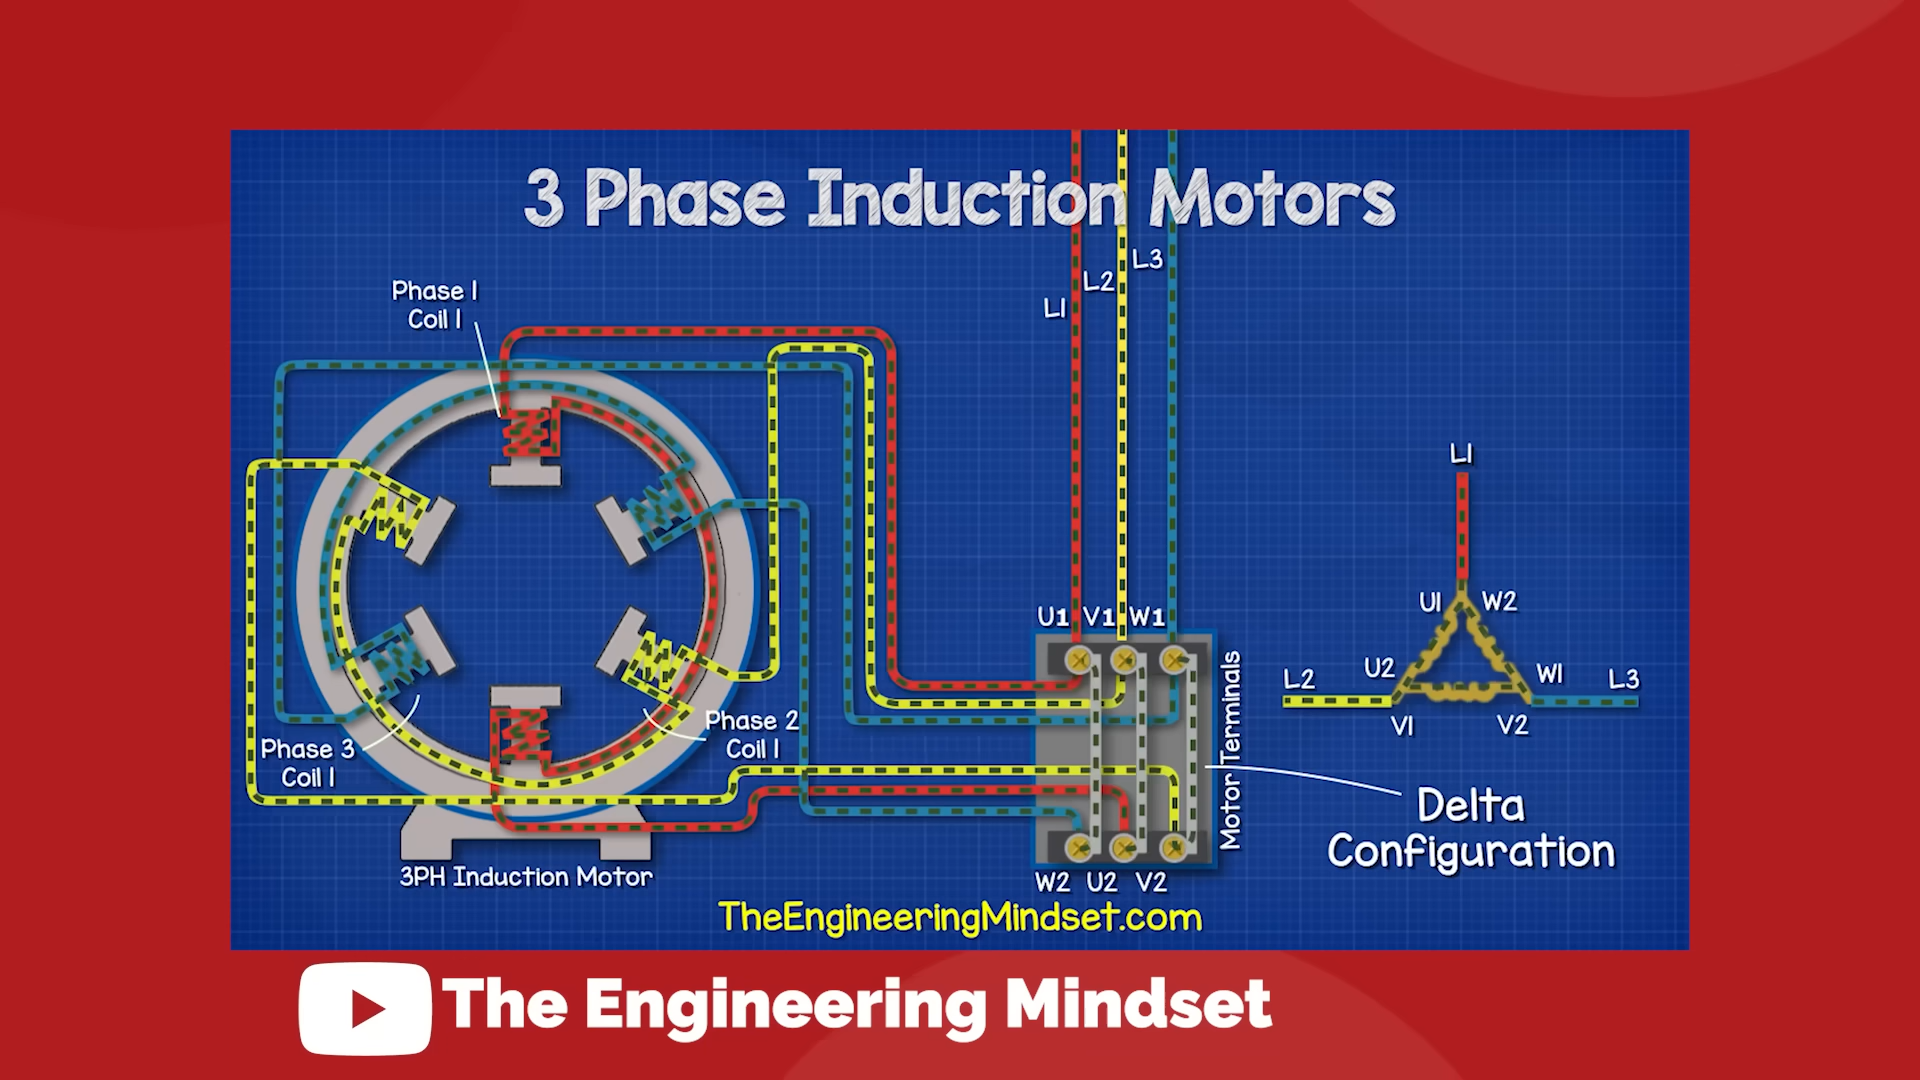 3 Phase Induction Motors
L3
L2
L1
Phase 1
Coil 1
L1
U1 V1 W1
U1 W2
U2 W1
L2 L3
V1 V2
Motor Terminals
Phase 2
Coil 1
Phase 3
Coil 1
Delta
Configuration
3PH Induction Motor
W2 U2 V2
TheEngineeringMindset.com
The Engineering Mindset